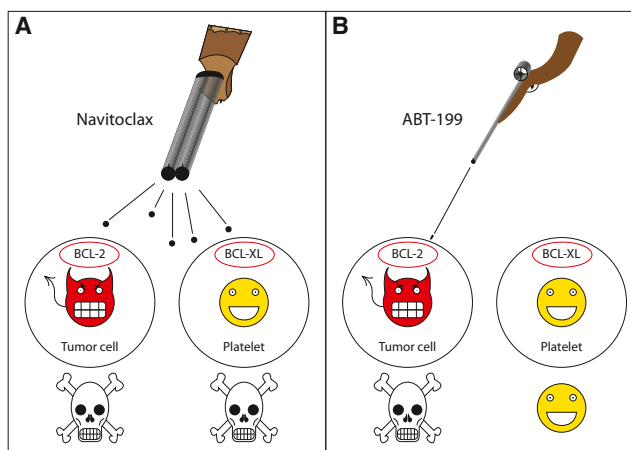 A
Navitoclax
BCL-2
BCL-XL
Tumor cell
Platelet
B
ABT-199
BCL-2
BCL-XL
Tumor cell
Platelet